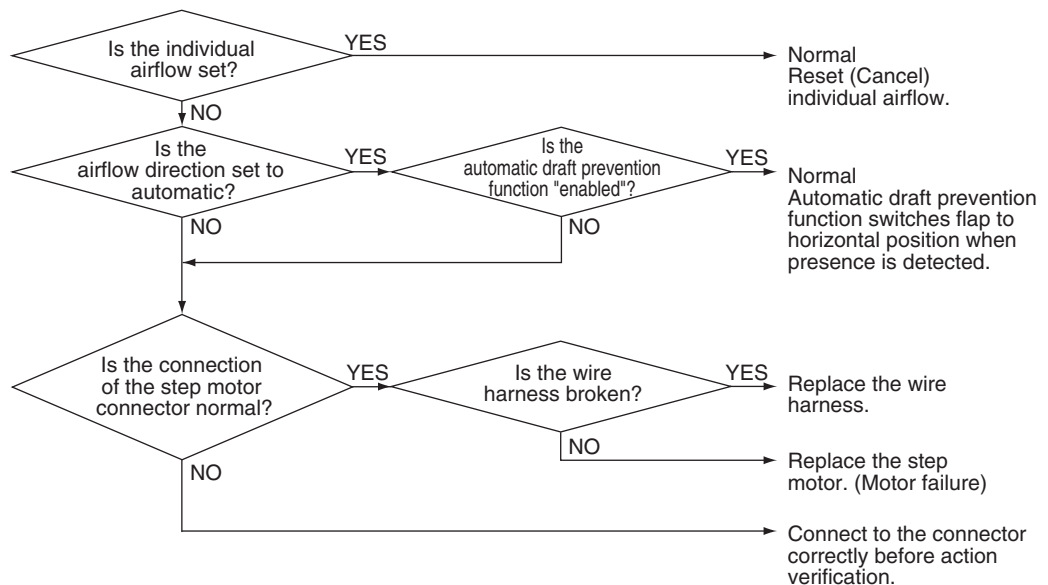 Is the individual
airflow set?
YES
Normal
Reset (Cancel)
individual airflow.
NO
Is the
airflow direction set to
automatic?
YES
Is the
automatic draft prevention
function "enabled"?
YES
Normal
Automatic draft prevention
function switches flap to
horizontal position when
presence is detected.
NO
NO
Is the connection
of the step motor
connector normal?
YES
Is the wire
harness broken?
YES
Replace the wire
harness.
NO
Replace the step
motor. (Motor failure)
NO
Connect to the connector
correctly before action
verification.